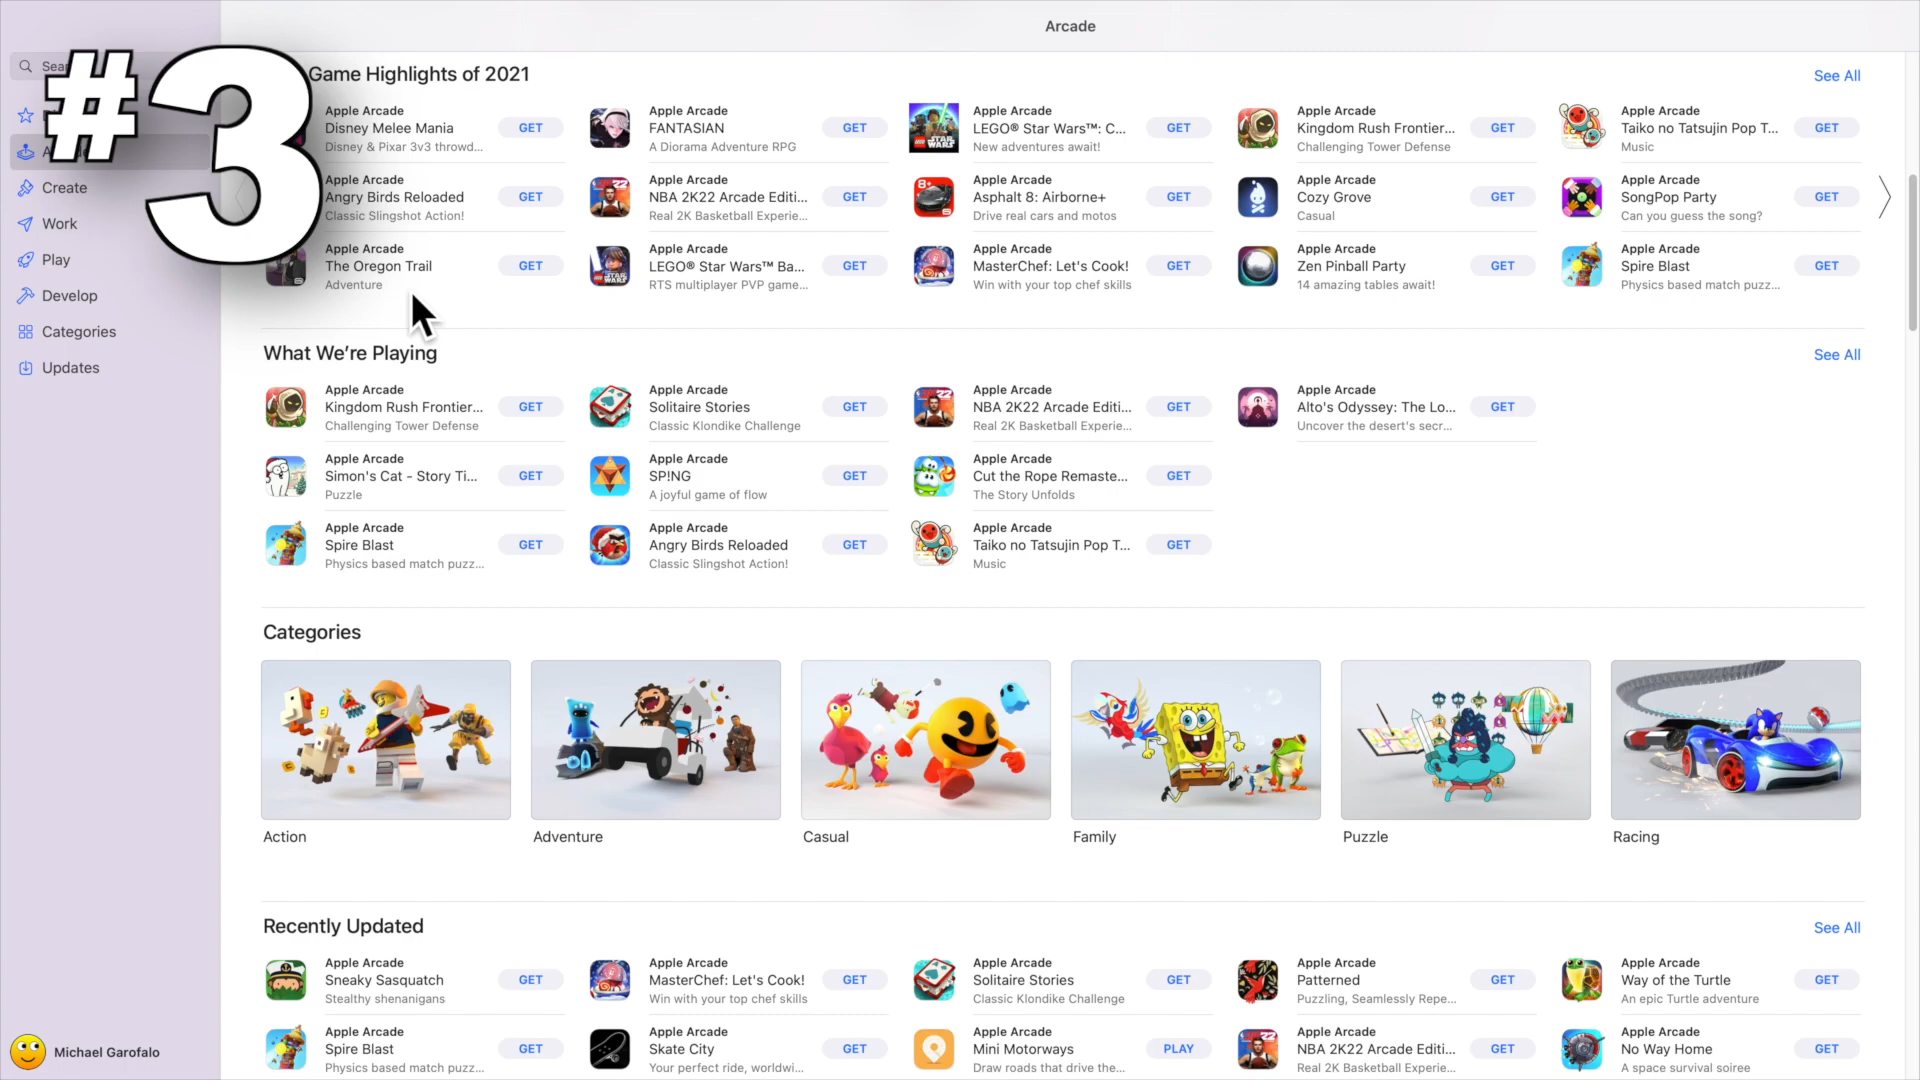 Arcade
#3
Game Highlights of 2021
See All
Apple Arcade
Disney Melee Mania
Disney & Pixar 3v3 throwd...
GET
Apple Arcade
FANTASIAN
A Diorama Adventure RPG
GET
Apple Arcade
LEGO® Star Wars™: C...
New adventures await!
GET
Apple Arcade
Kingdom Rush Frontier...
Challenging Tower Defense
GET
Apple Arcade
Taiko no Tatsujin Pop T...
Music
GET
Apple Arcade
Angry Birds Reloaded
Classic Slingshot Action!
GET
Apple Arcade
NBA 2K22 Arcade Editi...
Real 2K Basketball Experie...
GET
Apple Arcade
Asphalt 8: Airborne+
Drive real cars and motos
GET
Apple Arcade
Cozy Grove
Casual
GET
Apple Arcade
SongPop Party
Can you guess the song?
GET
Apple Arcade
The Oregon Trail
Adventure
GET
Apple Arcade
LEGO® Star Wars™ Ba...
RTS multiplayer PVP game...
GET
Apple Arcade
MasterChef: Let's Cook!
Win with your top chef skills
GET
Apple Arcade
Zen Pinball Party
14 amazing tables await!
GET
Apple Arcade
Spire Blast
Physics based match puzz...
GET
Create
Work
Play
Develop
Categories
Updates
What We're Playing
See All
Apple Arcade
Kingdom Rush Frontier...
Challenging Tower Defense
GET
Apple Arcade
Solitaire Stories
Classic Klondike Challenge
GET
Apple Arcade
NBA 2K22 Arcade Editi...
Real 2K Basketball Experie...
GET
Apple Arcade
Alto's Odyssey: The Lo...
Uncover the desert's secr...
GET
Apple Arcade
Simon's Cat - Story Ti...
Puzzle
GET
Apple Arcade
SP!NG
A joyful game of flow
GET
Apple Arcade
Cut the Rope Remaste...
The Story Unfolds
GET
Apple Arcade
Spire Blast
Physics based match puzz...
GET
Apple Arcade
Angry Birds Reloaded
Classic Slingshot Action!
GET
Apple Arcade
Taiko no Tatsujin Pop T...
Music
GET
Categories
Action
Adventure
Casual
Family
Puzzle
Racing
Recently Updated
See All
Apple Arcade
Sneaky Sasquatch
Stealthy shenanigans
GET
Apple Arcade
MasterChef: Let's Cook!
Win with your top chef skills
GET
Apple Arcade
Solitaire Stories
Classic Klondike Challenge
GET
Apple Arcade
Patterned
Puzzling, Seamlessly Repe...
GET
Apple Arcade
Way of the Turtle
An epic Turtle adventure
GET
Apple Arcade
Spire Blast
Physics based match puzz...
GET
Apple Arcade
Skate City
Your perfect ride, worldwi...
GET
Apple Arcade
Mini Motorways
Draw roads that drive the...
PLAY
Apple Arcade
NBA 2K22 Arcade Editi...
Real 2K Basketball Experie...
GET
Apple Arcade
No Way Home
A space survival soiree
GET
Michael Garofalo